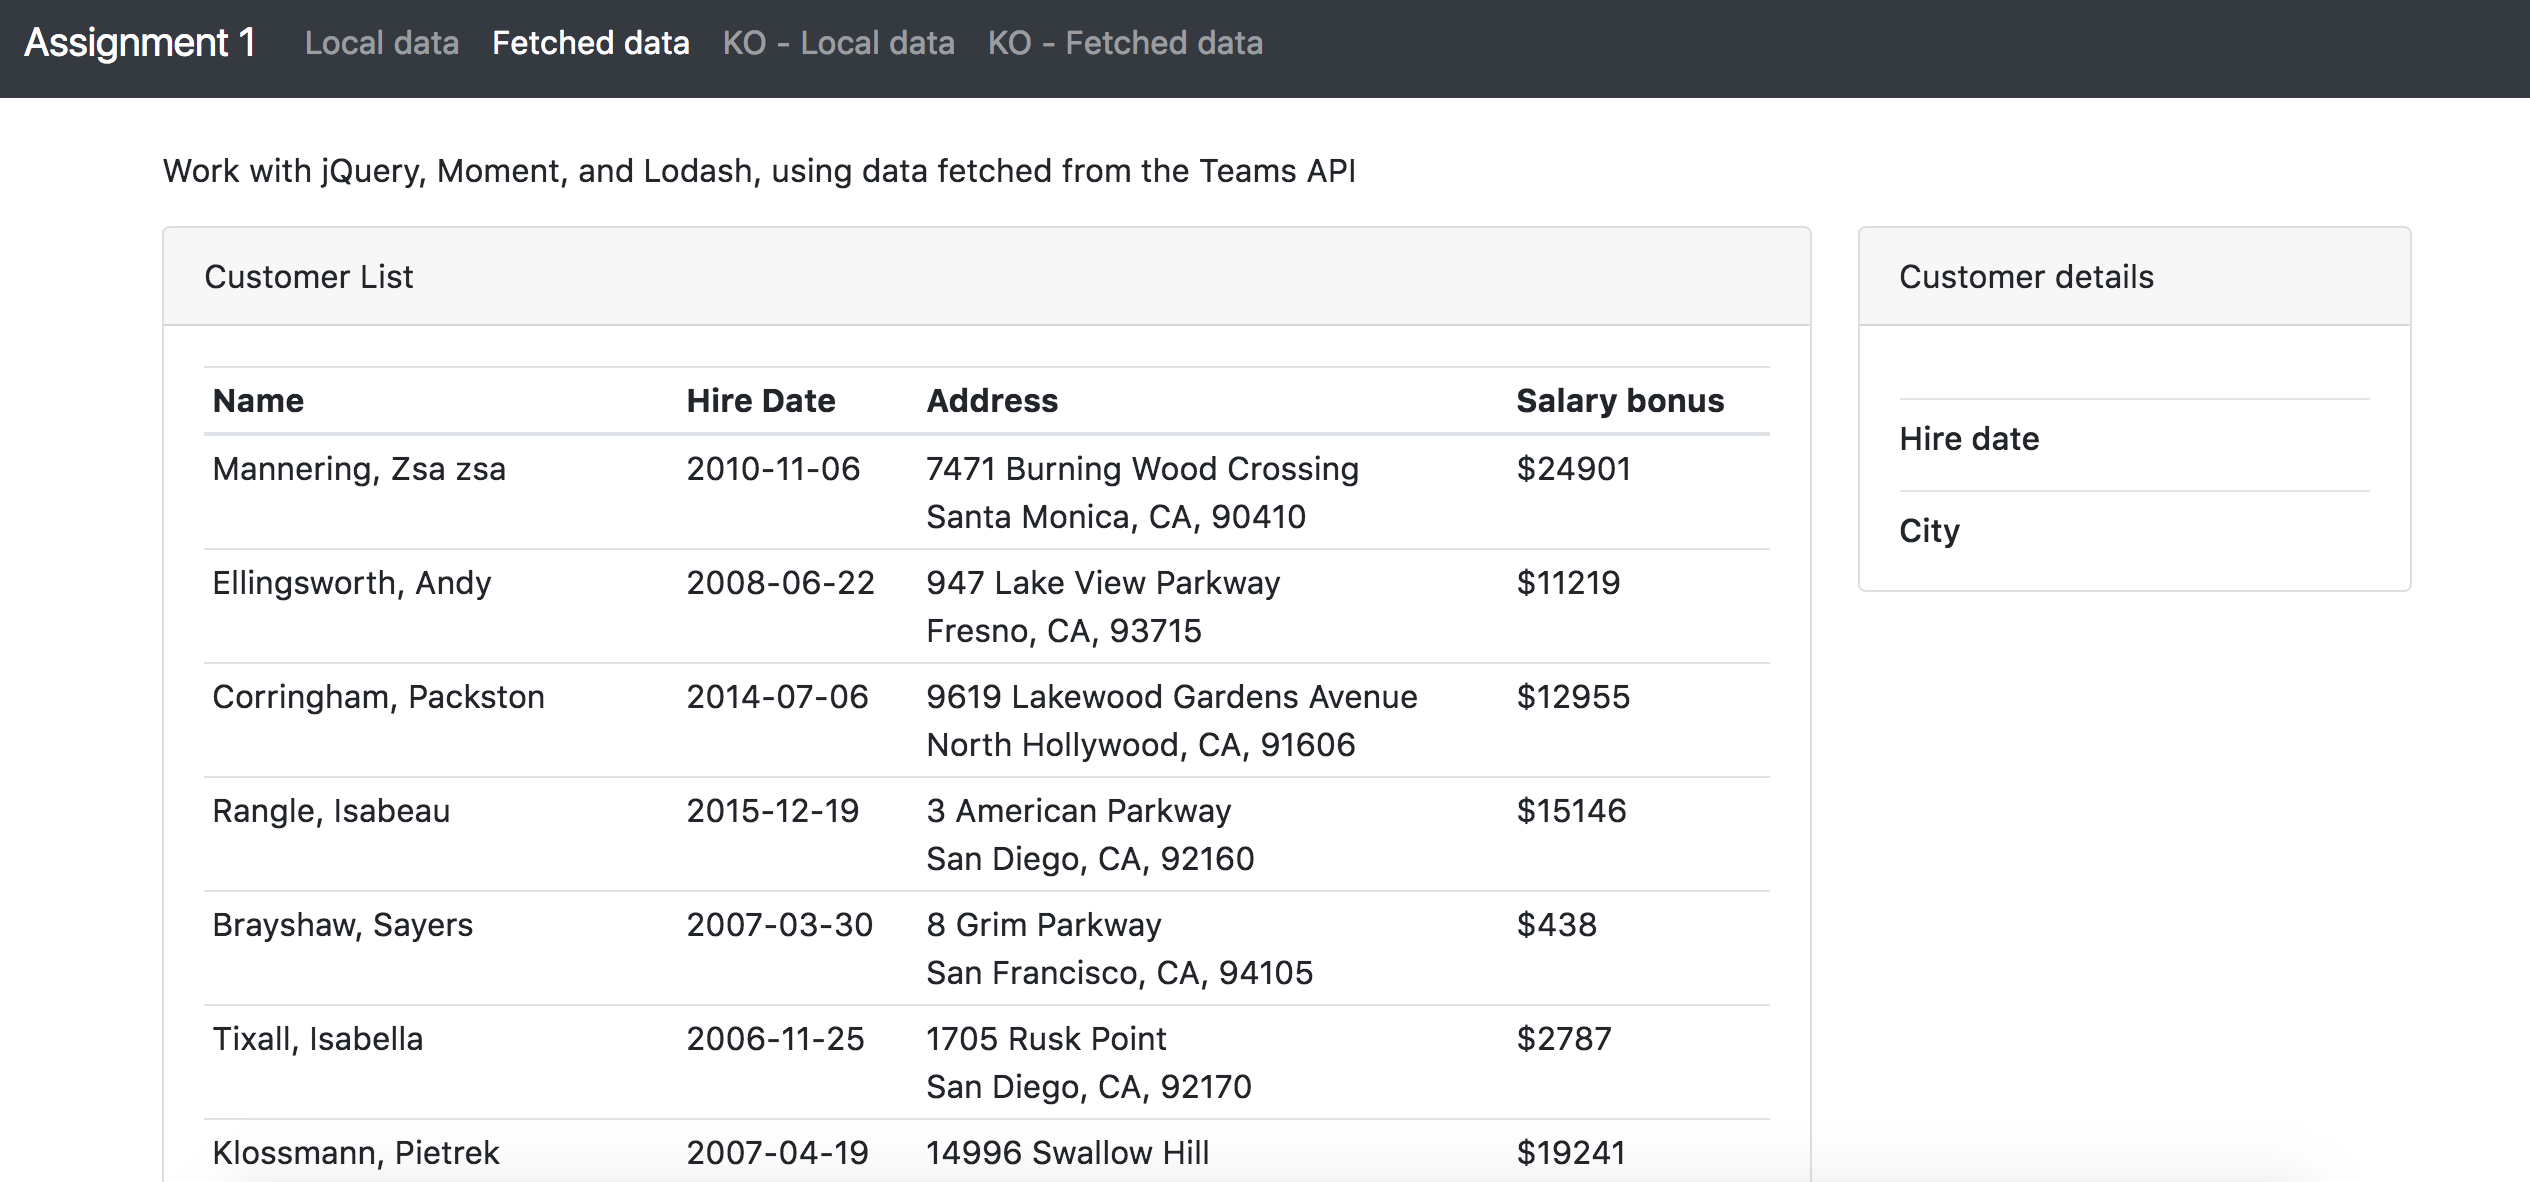 Assignment 1 Local data Fetched data KO - Local data KO - Fetched data
Work with jQuery, Moment, and Lodash, using data fetched from the Teams API
Customer List
Name Hire Date Address Salary bonus
Mannering, Zsa zsa 2010-11-06 7471 Burning Wood Crossing $24901
Santa Monica, CA, 90410
Ellingsworth, Andy 2008-06-22 947 Lake View Parkway $11219
Fresno, CA, 93715
Corringham, Packston 2014-07-06 9619 Lakewood Gardens Avenue $12955
North Hollywood, CA, 91606
Rangle, Isabeau 2015-12-19 3 American Parkway $15146
San Diego, CA, 92160
Brayshaw, Sayers 2007-03-30 8 Grim Parkway $438
San Francisco, CA, 94105
Tixall, Isabella 2006-11-25 1705 Rusk Point $2787
San Diego, CA, 92170
Klossmann, Pietrek 2007-04-19 14996 Swallow Hill $19241
Customer details
Hire date
City